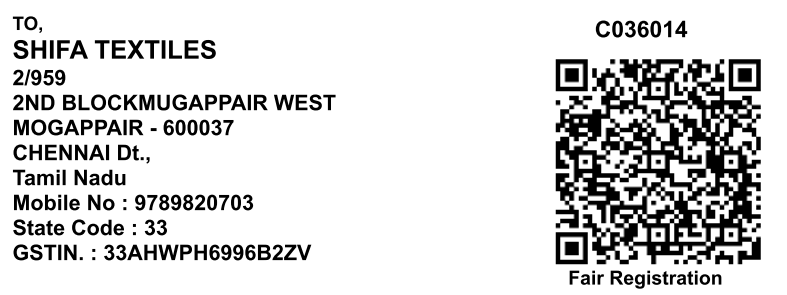 TO,
SHIFA TEXTILES
2/959
2ND BLOCKMUGAPPAIR WEST
MOGAPPAIR - 600037
CHENNAI Dt.,
Tamil Nadu
Mobile No : 9789820703
State Code : 33
GSTIN. : 33AHWPH6996B2ZV
C036014
Fair Registration